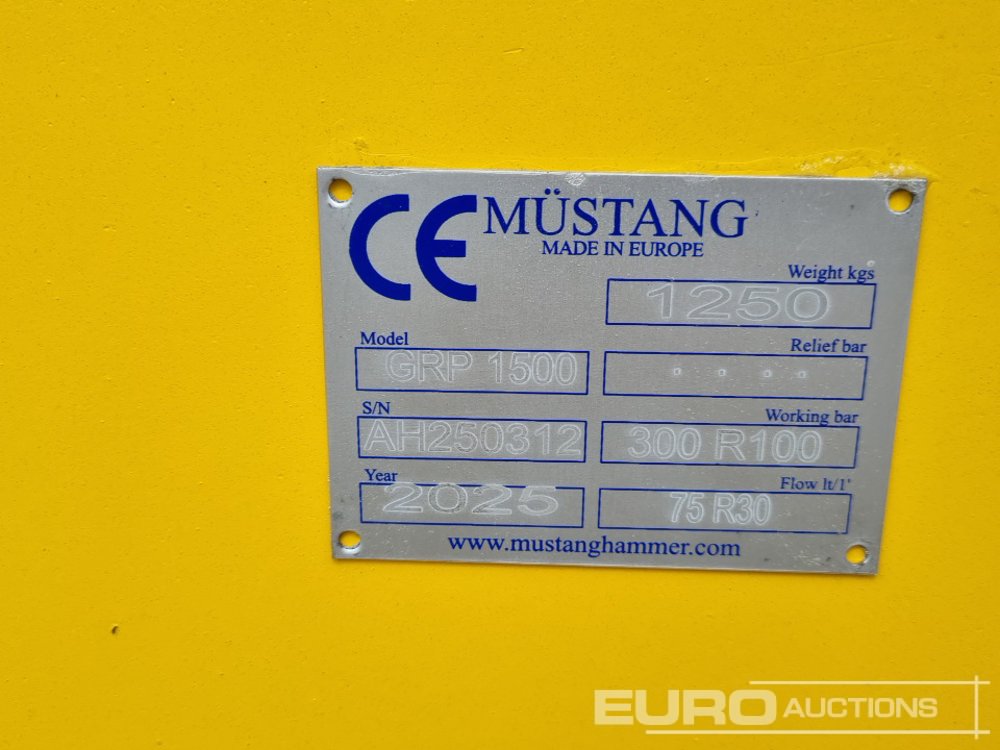 CE MÜSTANG
MADE IN EUROPE
Weight kgs
1250
Model
GRP 1500
Relief bar
. . . .
S/N
AH250312
Working bar
300 R100
Year
2025
Flow lt/1'
75 R30
www.mustanghammer.com
EURO AUCTIONS